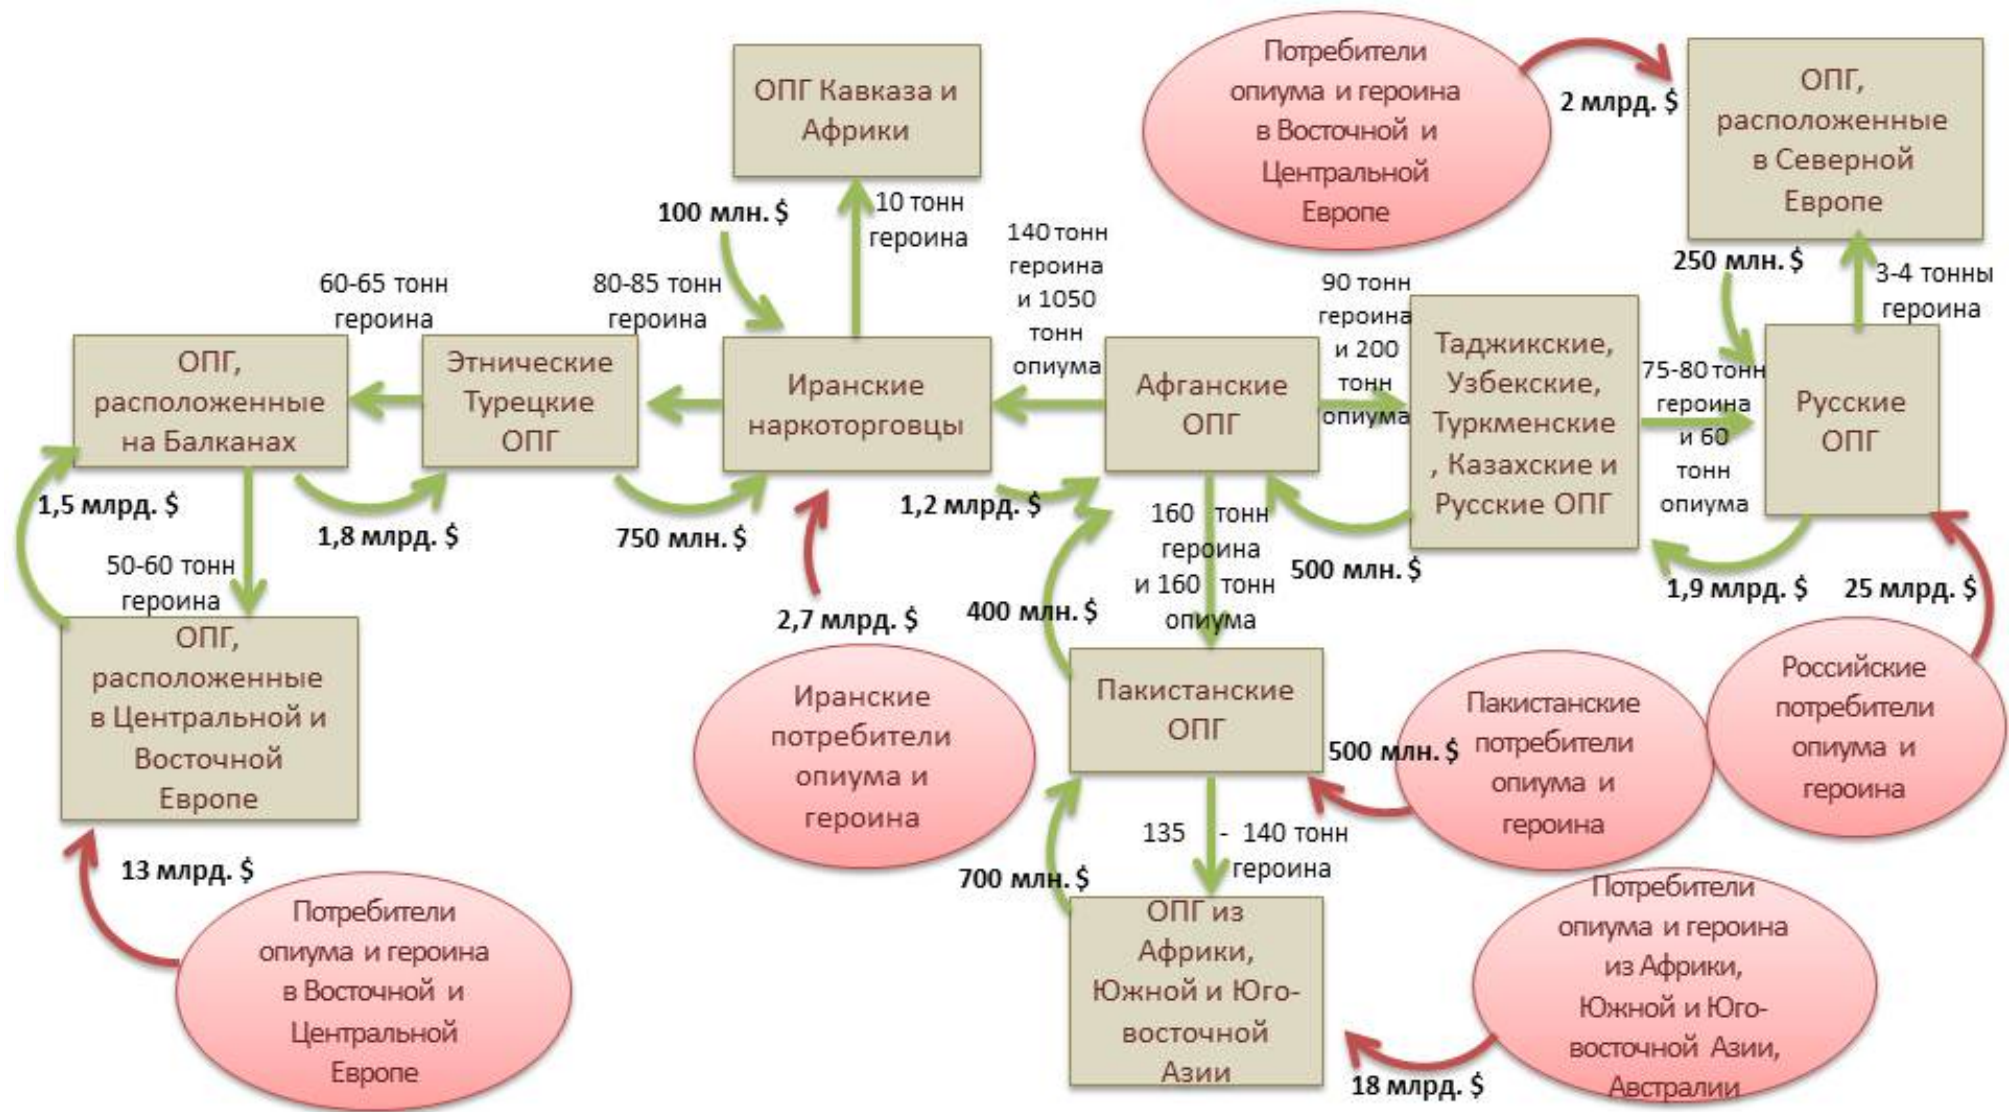 ОПГ Кавказа и
Африки
Потребители
опиума и героина
в Восточной и
Центральной
Европе
2 млрд. $
ОПГ,
расположенные
в Северной
Европе
100 млн. $
10 тонн
героина
140 тонн
героина
и 1050
тонн
опиума
90 тонн
героина
и 200
тонн
опиума
250 млн. $
3-4 тонны
героина
60-65 тонн
героина
80-85 тонн
героина
75-80 тонн
героина
и 60
тонн
опиума
ОПГ,
расположенные
на Балканах
Этнические
Турецкие
ОПГ
Иранские
наркоторговцы
Афганские
ОПГ
Таджикские,
Узбекские,
Туркменские
, Казахские и
Русские ОПГ
Русские
ОПГ
1,5 млрд. $
1,8 млрд. $
750 млн. $
1,2 млрд. $
160 тонн
героина
и 160 тонн
опиума
500 млн. $
1,9 млрд. $
25 млрд. $
50-60 тонн
героина
2,7 млрд. $
400 млн. $
ОПГ,
расположенные
в Центральной и
Восточной
Европе
Иранские
потребители
опиума и
героина
Пакистанские
ОПГ
500 млн. $
Пакистанские
потребители
опиума и
героина
Российские
потребители
опиума и
героина
13 млрд. $
700 млн. $
135 - 140 тонн
героина
Потребители
опиума и героина
в Восточной и
Центральной
Европе
ОПГ из
Африки,
Южной и Юго-
восточной
Азии
18 млрд. $
Потребители
опиума и героина
из Африки,
Южной и Юго-
восточной Азии,
Австралии